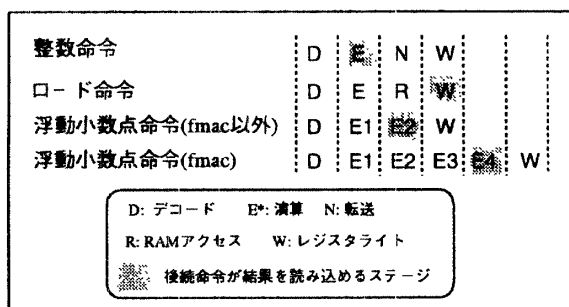 整数命令 D E N W
ロード命令 D E R W
浮動小数点命令(fmac以外) D E1 E2 W
浮動小数点命令(fmac) D E1 E2 E3 E4 W
D: デコード E*: 演算 N: 転送
R: RAMアクセス W: レジスタライト
後続命令が結果を読み込めるステージ